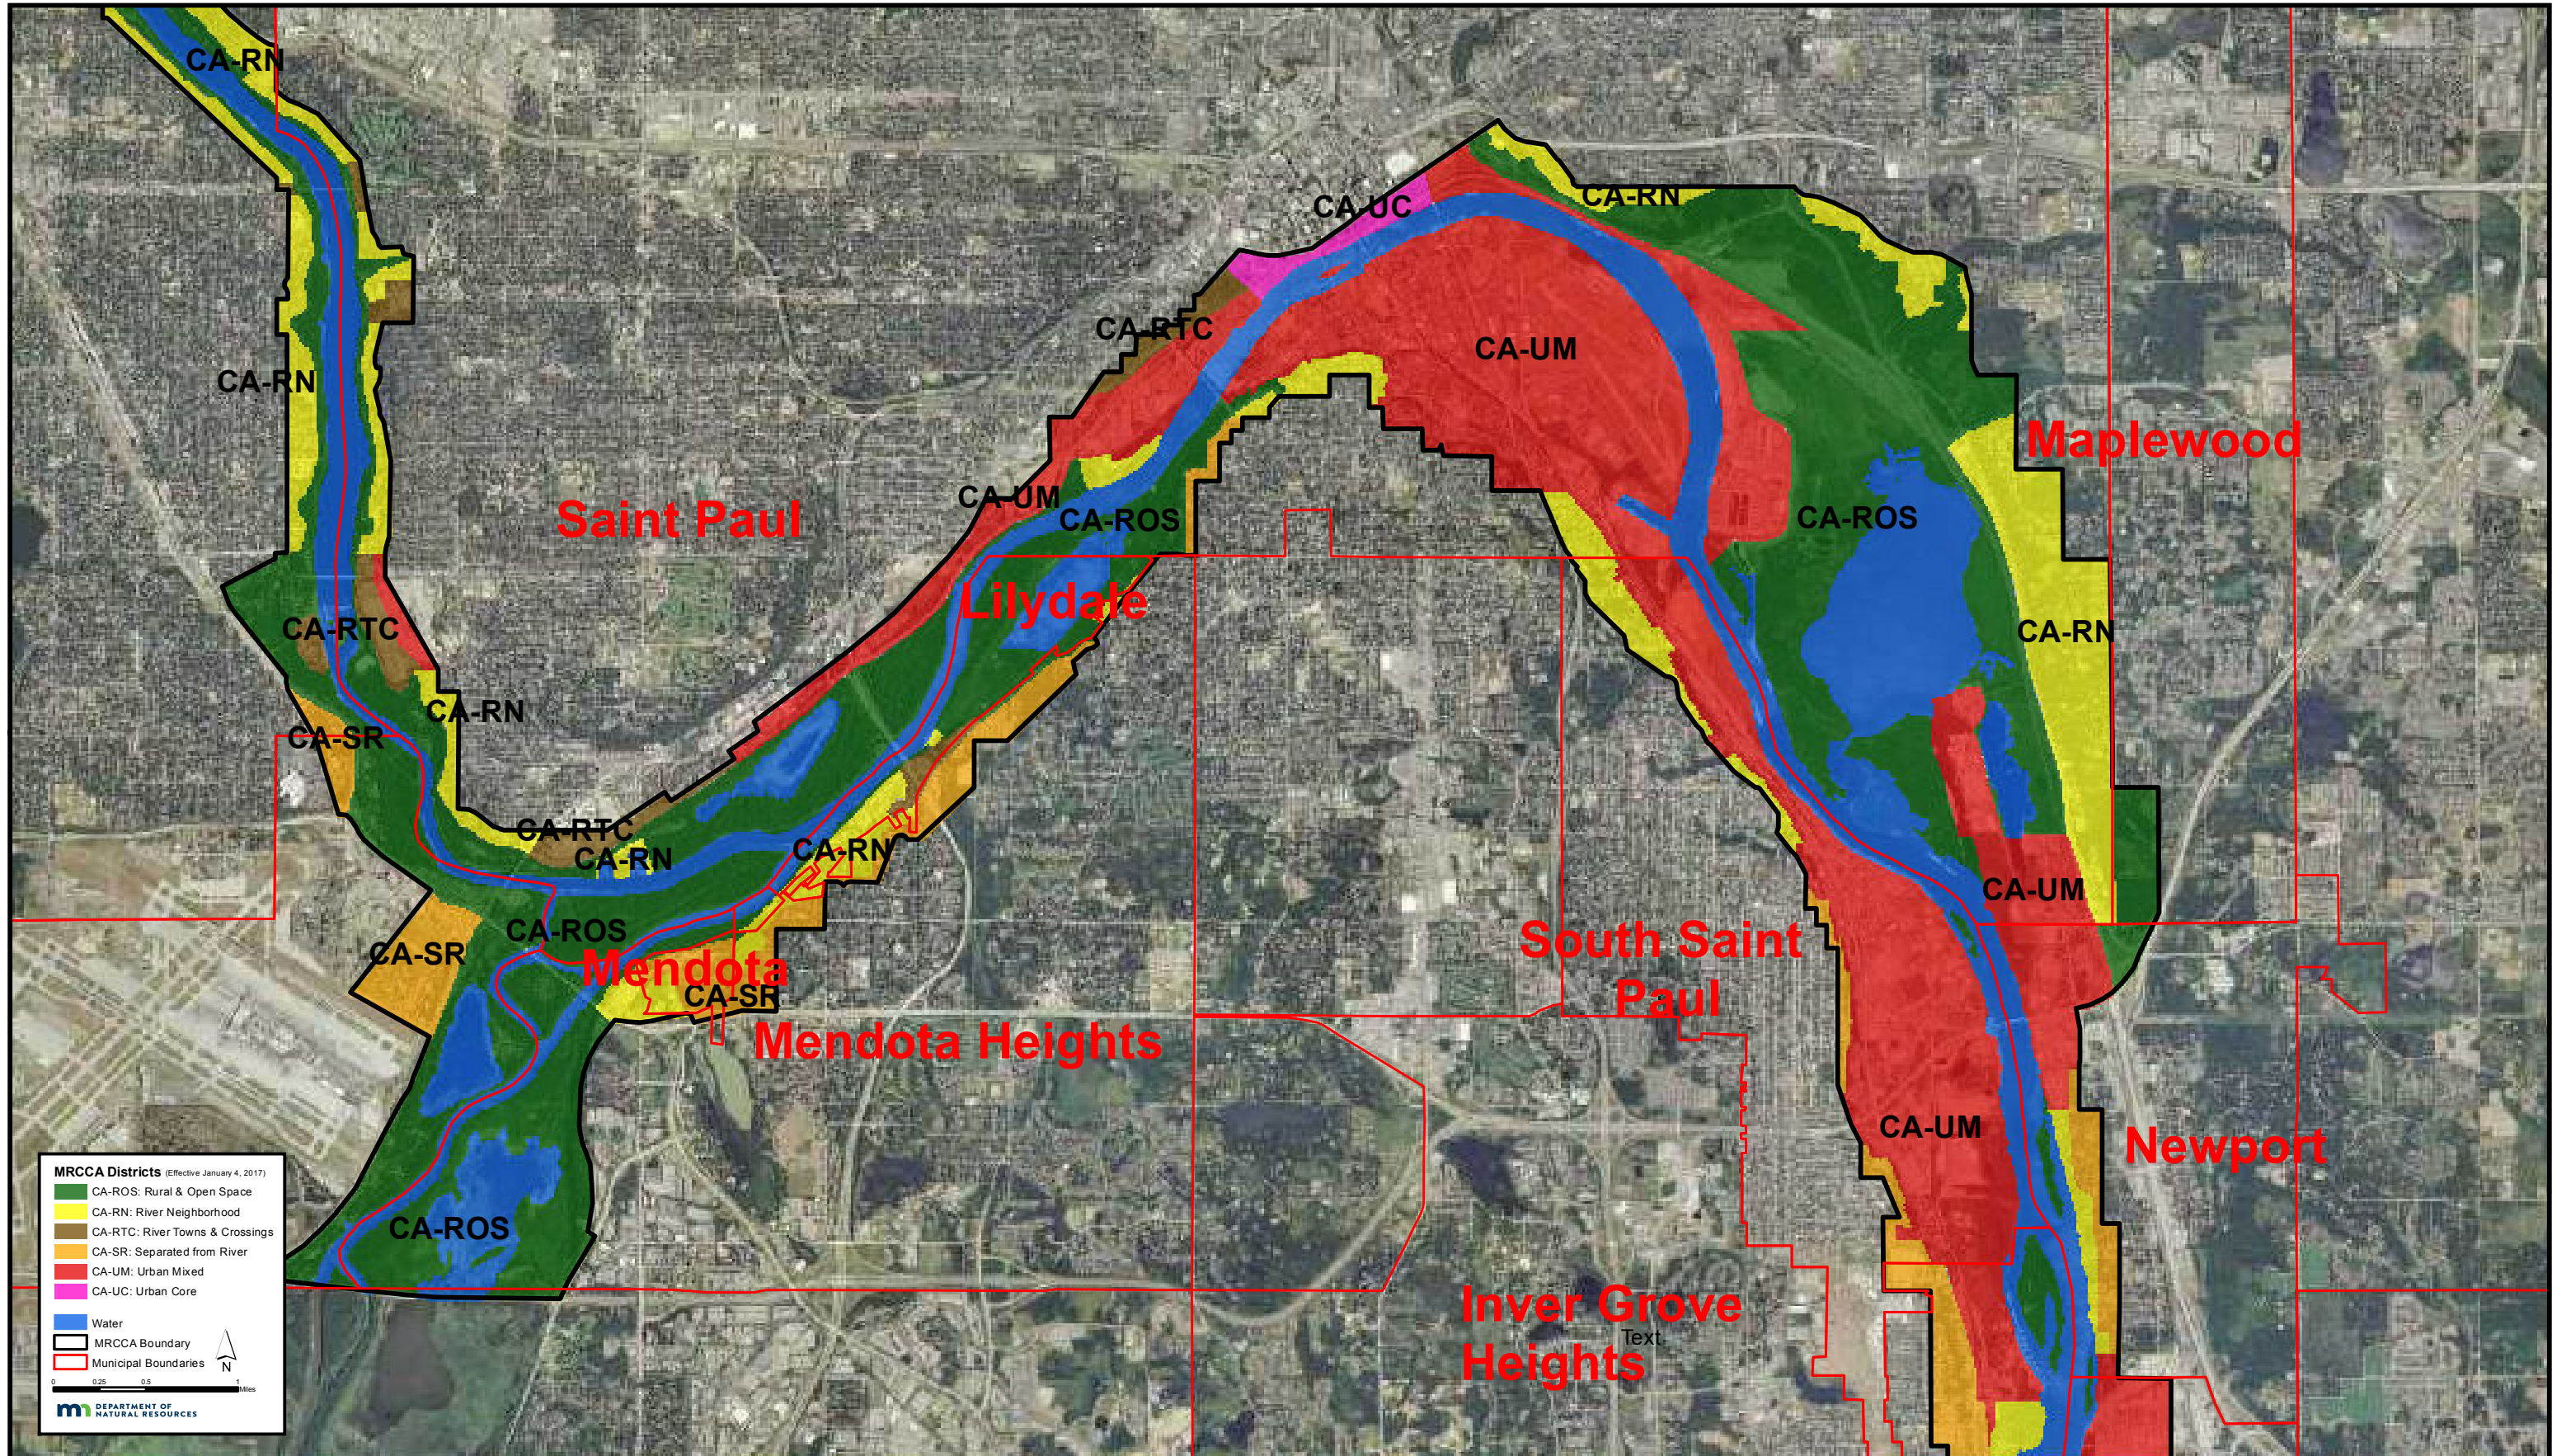 CA-RN
CA-UC
CA-RN
CA-RTC
CA-UM
CA-RN
Maplewood
CA-UM
Saint Paul
CA-ROS
CA-ROS
Lilydale
CA-RTC
CA-RN
CA-RN
CA-SR
CA-RTC
CA-RN
CA-RN
CA-UM
CA-ROS
CA-SR
South Saint
Paul
Mendota
CA-SR
Mendota Heights
CA-UM
Newport
CA-ROS
Inver Grove
Heights
Text
MRCCA Districts (Effective January 4, 2017)
CA-ROS: Rural & Open Space
CA-RN: River Neighborhood
CA-RTC: River Towns & Crossings
CA-SR: Separated from River
CA-UM: Urban Mixed
CA-UC: Urban Core
Water
MRCCA Boundary
Municipal Boundaries
N
0 0.25 0.5 1
Miles
mn DEPARTMENT OF
NATURAL RESOURCES